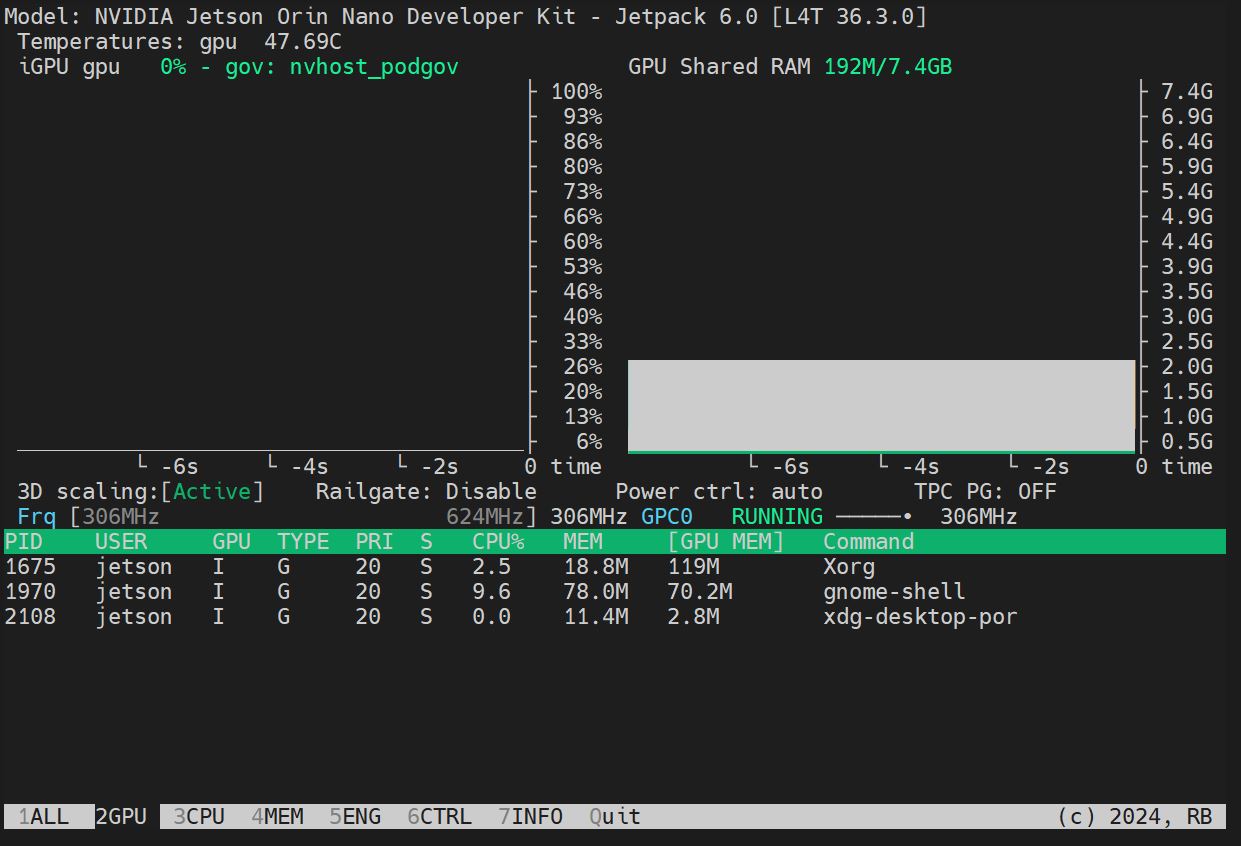 Model: NVIDIA Jetson Orin Nano Developer Kit - Jetpack 6.0 [L4T 36.3.0]
Temperatures: gpu 47.69C
iGPU gpu 0% - gov: nvhost_podgov GPU Shared RAM 192M/7.4GB
100% 7.4G
93% 6.9G
86% 6.4G
80% 5.9G
73% 5.4G
66% 4.9G
60% 4.4G
53% 3.9G
46% 3.5G
40% 3.0G
33% 2.5G
26% 2.0G
20% 1.5G
13% 1.0G
6% 0.5G
-6s -4s -2s 0 time -6s -4s -2s 0 time
3D scaling:[Active] Railgate: Disable Power ctrl: auto TPC PG: OFF
Frq [306MHz 624MHz] 306MHz GPC0 RUNNING 306MHz
PID USER GPU TYPE PRI S CPU% MEM [GPU MEM] Command
1675 jetson I G 20 S 2.5 18.8M 119M Xorg
1970 jetson I G 20 S 9.6 78.0M 70.2M gnome-shell
2108 jetson I G 20 S 0.0 11.4M 2.8M xdg-desktop-por
1ALL 2GPU 3CPU 4MEM 5ENG 6CTRL 7INFO Quit (c) 2024, RB